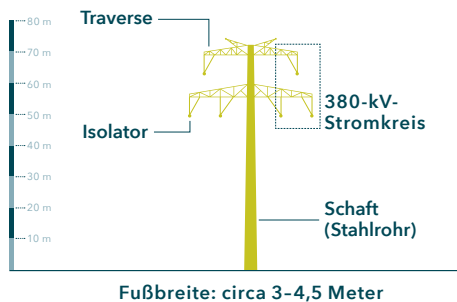 80 m
70 m
60 m
50 m
40 m
30 m
20 m
10 m
Traverse
Isolator
380-kV-
Stromkreis
Schaft
(Stahlrohr)
Fußbreite: circa 3–4,5 Meter